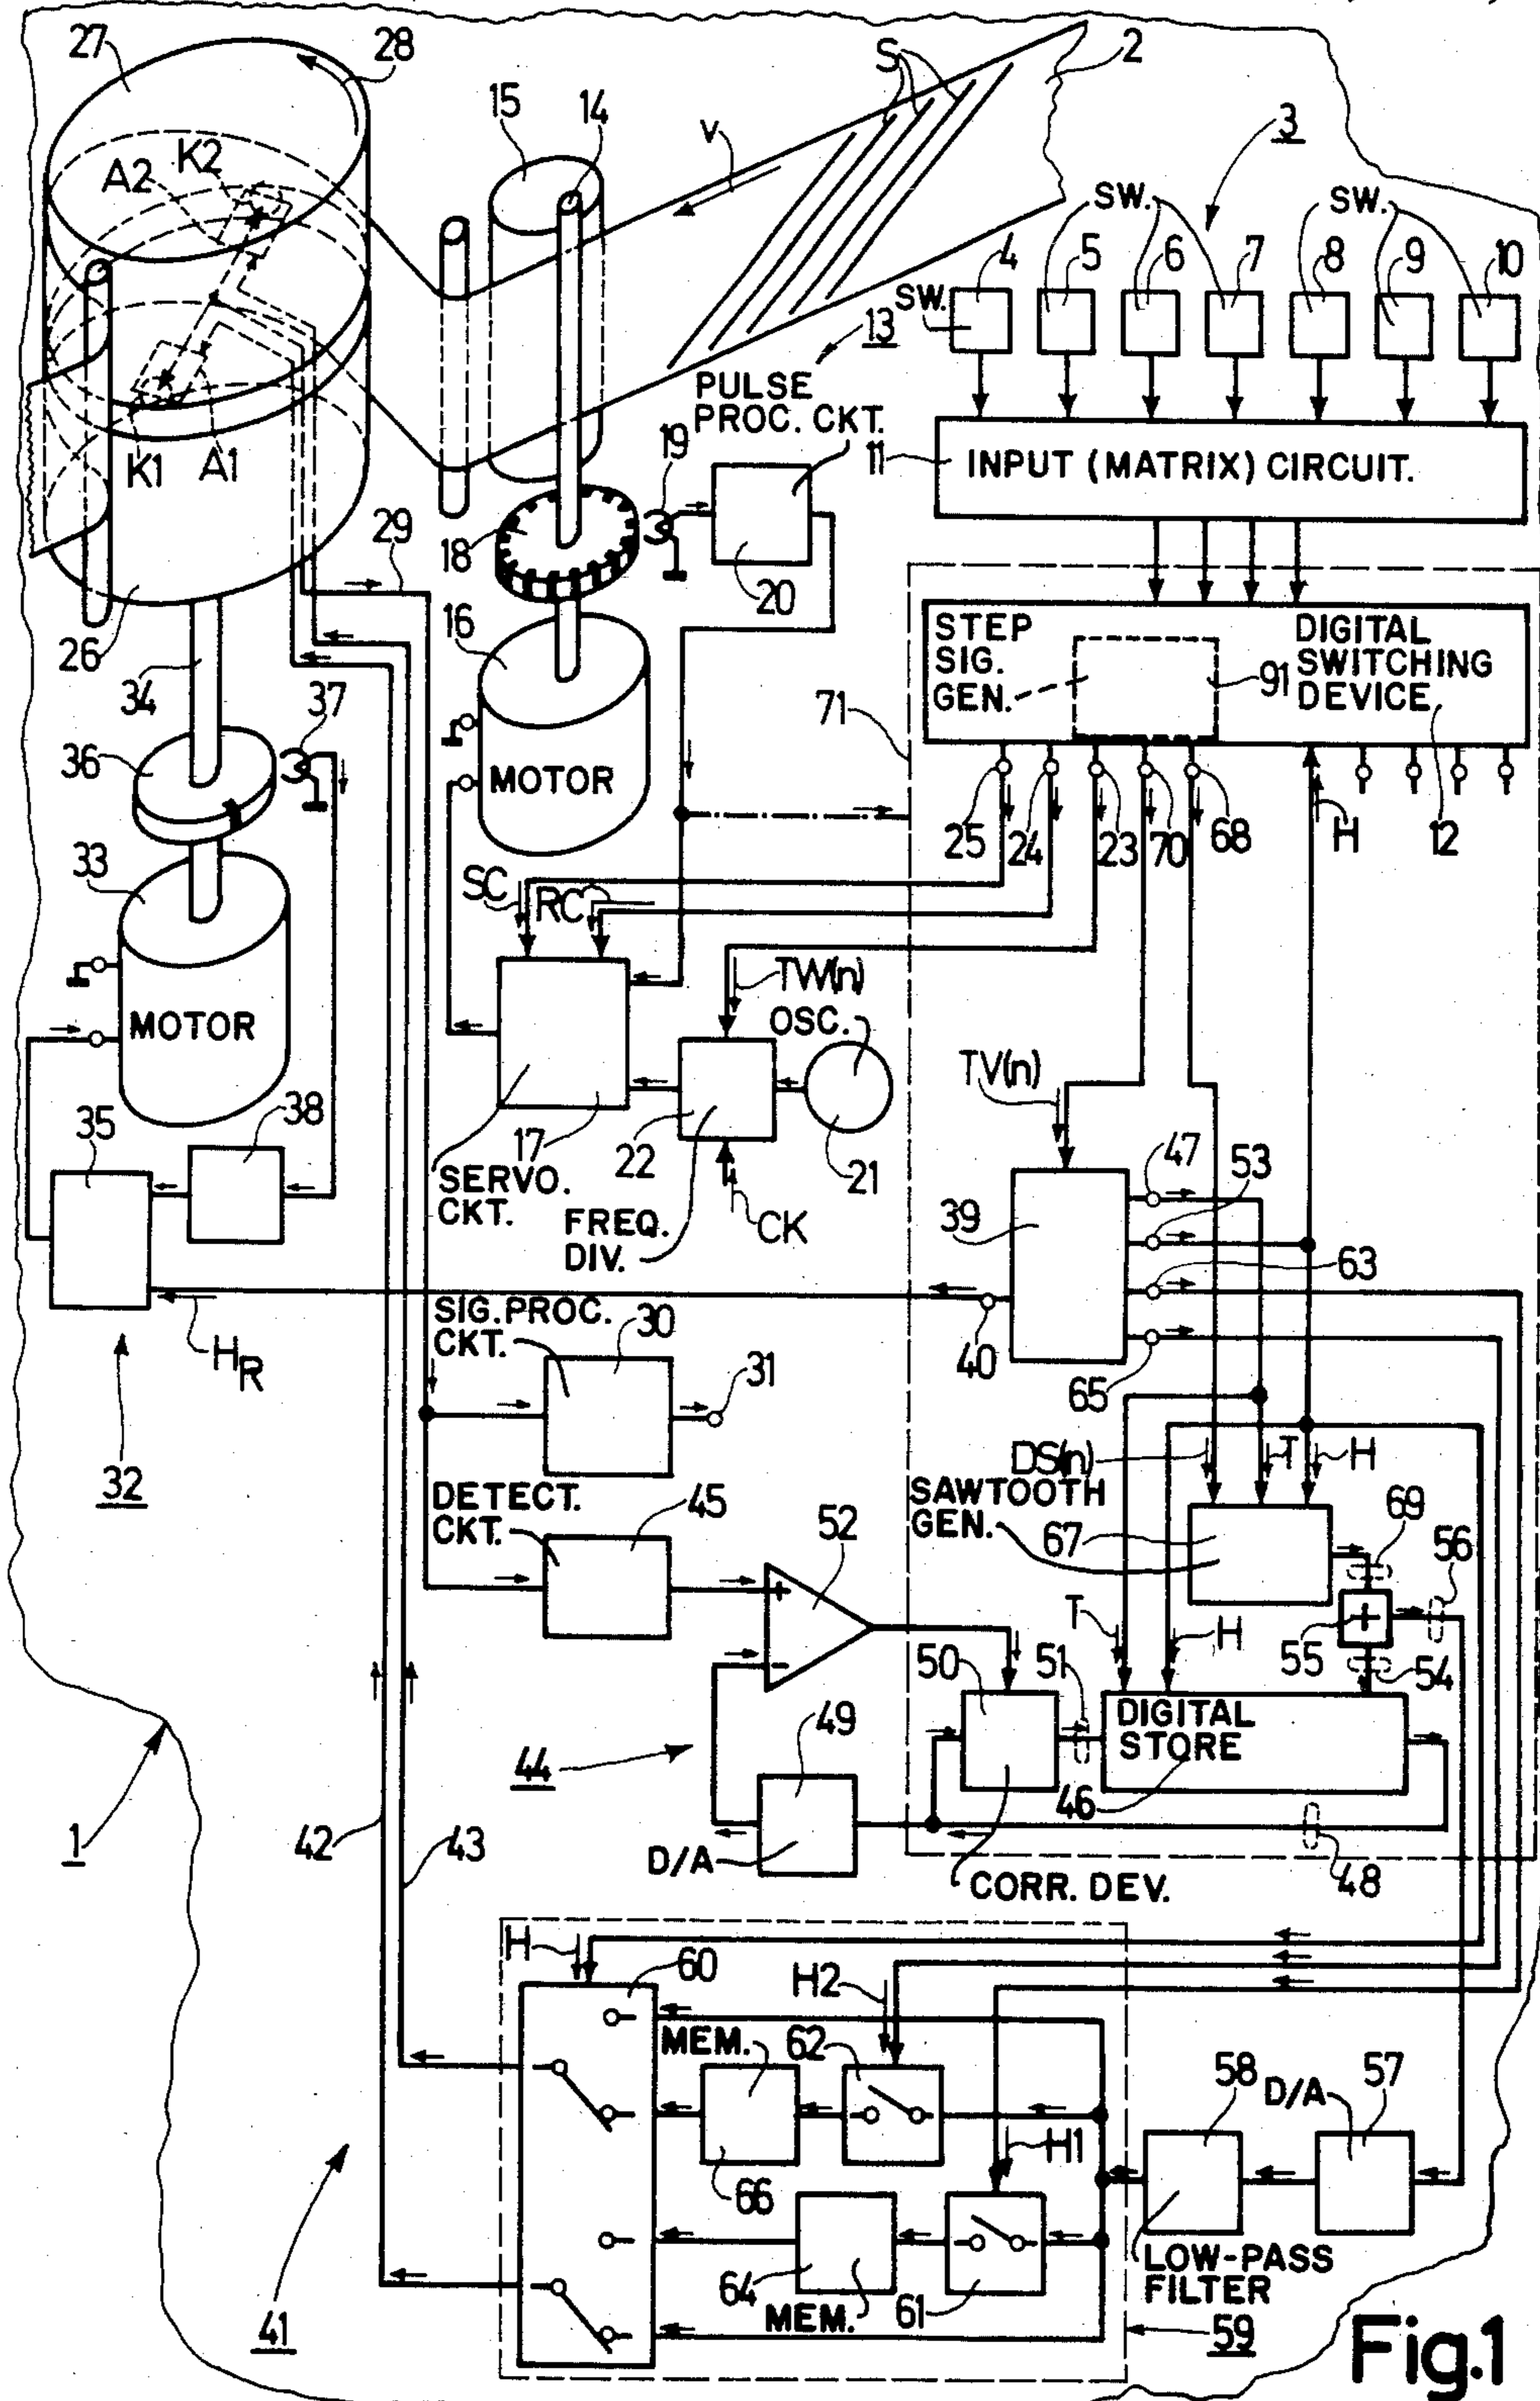 27
28
15
14
V
S
2
3
A2
K2
SW.
SW.
4
5
6
7
8
9
10
SW.
13
PULSE
PROC. CKT.
K1
A1
19
11
INPUT (MATRIX) CIRCUIT.
18
29
20
26
16
STEP
SIG.
GEN.
91
DIGITAL
SWITCHING
DEVICE
34
37
71
36
MOTOR
25
24
23
70
68
H
12
33
SC
RC
MOTOR
TW(n)
OSC.
TV(n)
35
38
17
22
21
47
53
SERVO.
CKT.
39
FREQ.
DIV.
CK
63
SIG. PROC.
CKT.
30
HR
31
40
65
32
DS(n)
T
H
DETECT.
CKT.
45
SAWTOOTH
GEN.
67
69
56
52
T
H
55
54
50
51
DIGITAL
STORE
49
44
46
1
42
43
D/A
CORR. DEV.
48
H
60
H2
MEM.
62
58
D/A
57
H1
66
64
MEM.
61
LOW-PASS
FILTER
41
59
Fig.1